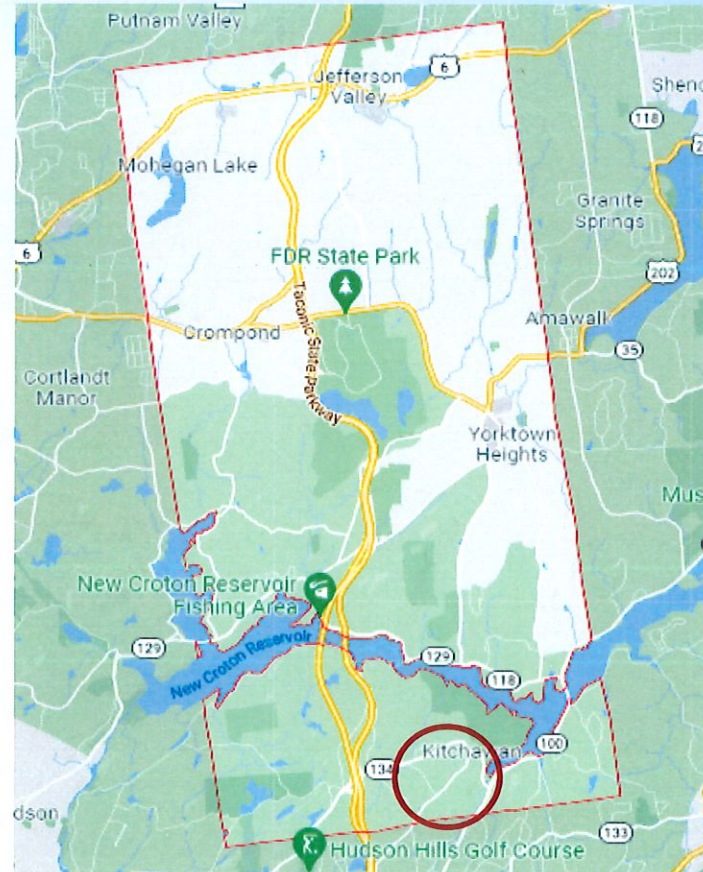 Putnam Valley
Jefferson
Valley
6
Shenc
118
2
Mohegan Lake
Granite
Springs
6
FDR State Park
202
Taconic State Parkway
Amawalk
Crompond
35
Cortlandt
Manor
Yorktown
Heights
Mus
New Croton Reservoir
Fishing Area
129
New Croton Reservoir
129
118
Kitchawan
100
134
dson
133
Hudson Hills Golf Course